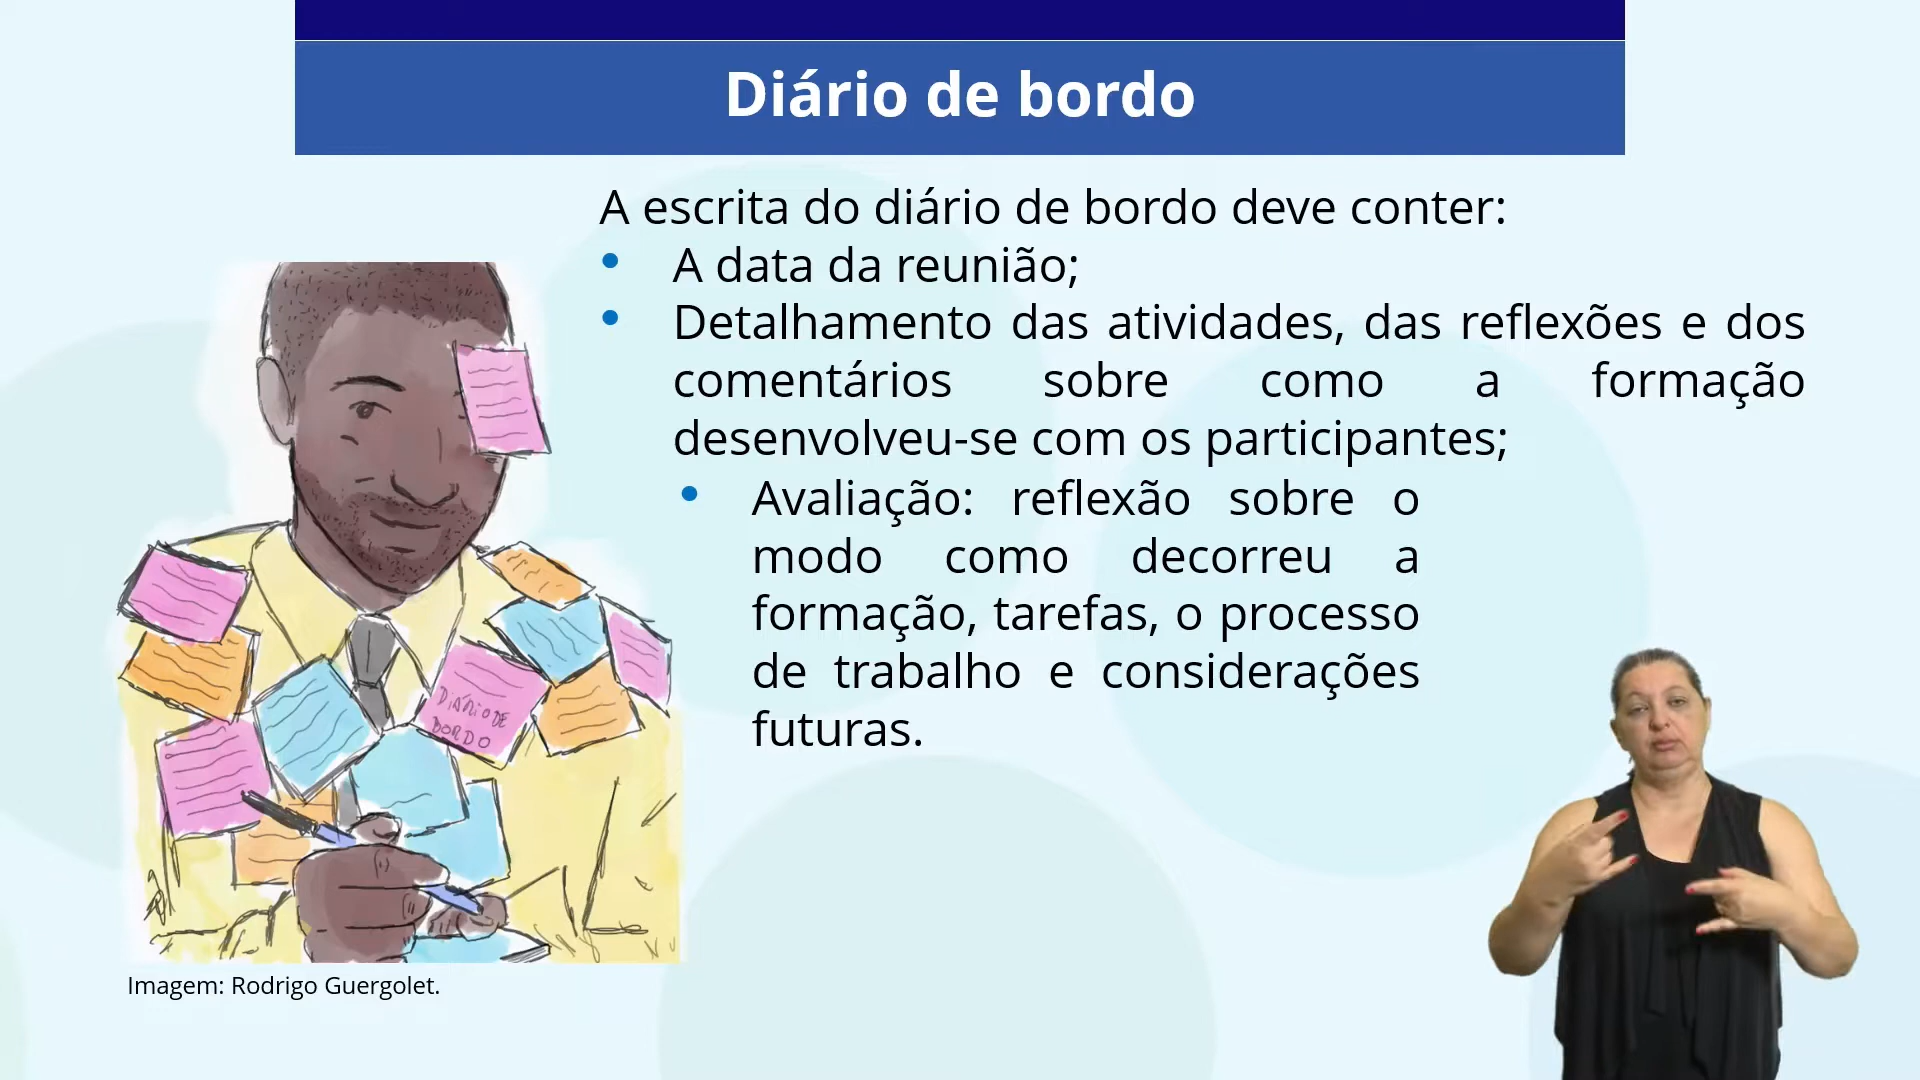 Diário de bordo
A escrita do diário de bordo deve conter:
• A data da reunião;
• Detalhamento das atividades, das reflexões e dos
comentários sobre como a formação
desenvolveu-se com os participantes;
• Avaliação: reflexão sobre o
modo como decorreu a
formação, tarefas, o processo
de trabalho e considerações
futuras.
DIÁRIO DE
BORDO
Imagem: Rodrigo Guergolet.